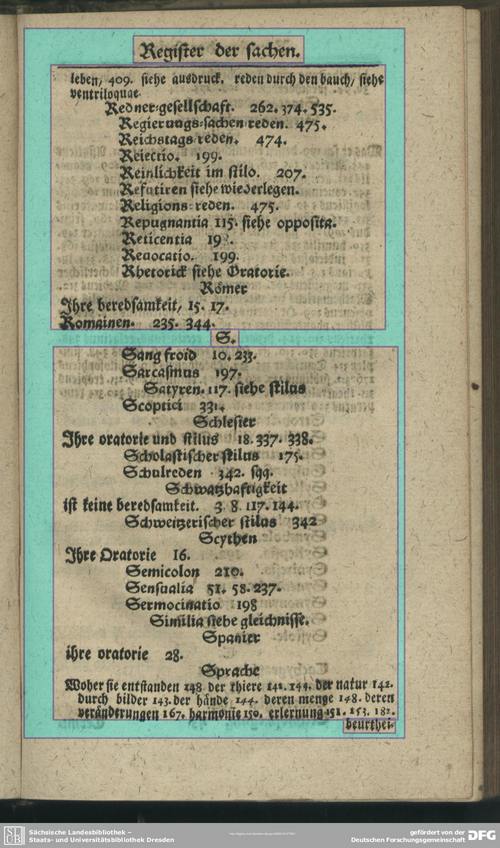 Register der sachen.
leben, 409. siehe ausdruck. reden durch den bauch, siehe
ventriloquae.
Redner-gesellschaft. 262. 374. 535.
Regierungs-sachen reden. 475.
Reichstags reden. 474.
Reiectio. 199.
Reinlichkeit im stilo. 207.
Refutiren siehe wiederlegen.
Religions-reden. 475.
Repugnantia 115. siehe opposita.
Reticentia
Reuocatio. 199.
Rhetorick siehe Oratorie.
Römer
Ihre beredsamkeit, 15. 17.
Romainen. 235. 344.
S.
Sang froid 10. 233.
Sarcasmus 197.
Satyren. 117. siehe stilus
Scoptici 331.
Schlesier
Ihre oratorie und stilus 18. 337. 338.
Scholastischer stilus 175.
Schulreden 342. sqq.
Schwatzhaftigkeit
ist keine beredsamkeit. 3. 8. 117. 144.
Schweitzerischer stilus 342
Scythen
Ihre Oratorie 16.
Semicolon 210.
Sensualia 51. 58. 237.
Sermocinatio 198
Similia siehe gleichnisse.
Spanier
ihre oratorie 28.
Sprache
Woher sie entstanden 148 der thiere 141. 144. der natur 142.
durch bilder 143. der hände 144. deren menge 148. deren
veränderungen 167. harmonie 150. erlernung 151. 153. 182.
beurthei-
Sächsische Landesbibliothek –
Staats- und Universitätsbibliothek Dresden
gefördert von der
Deutschen Forschungsgemeinschaft
DFG